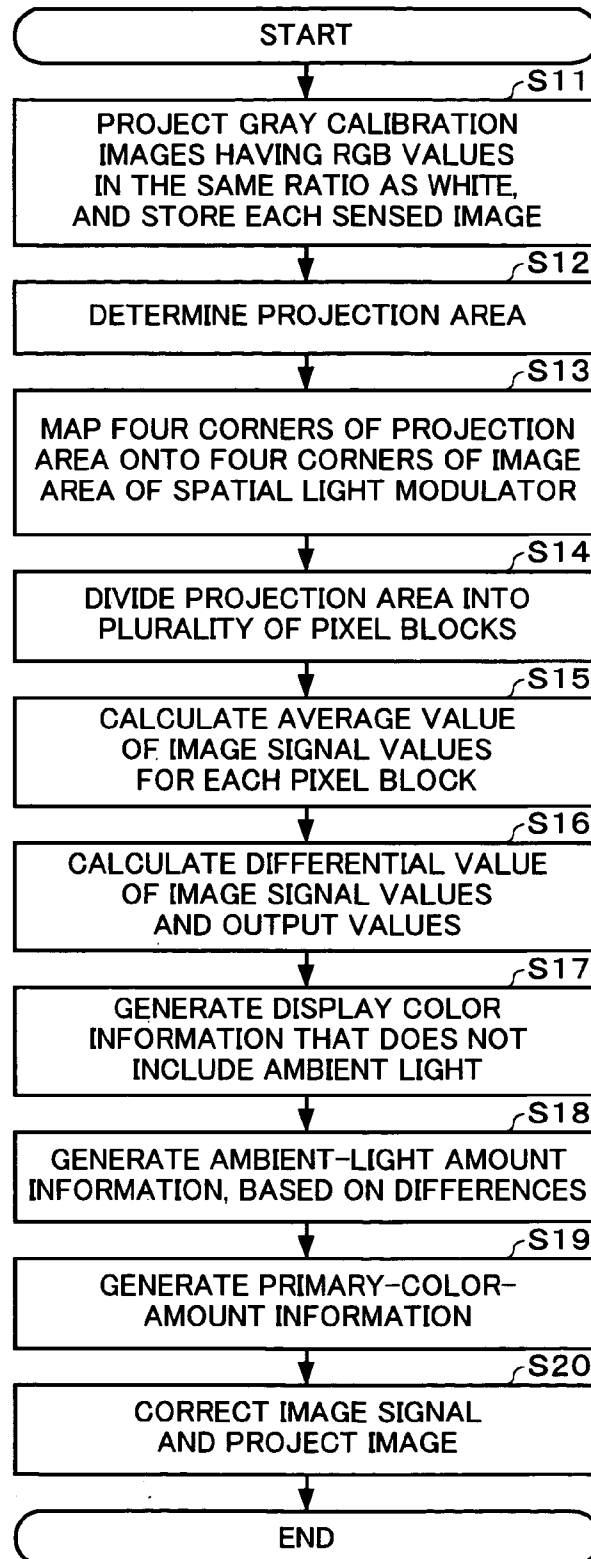 START
S11
PROJECT GRAY CALIBRATION
IMAGES HAVING RGB VALUES
IN THE SAME RATIO AS WHITE,
AND STORE EACH SENSED IMAGE
S12
DETERMINE PROJECTION AREA
S13
MAP FOUR CORNERS OF PROJECTION
AREA ONTO FOUR CORNERS OF IMAGE
AREA OF SPATIAL LIGHT MODULATOR
S14
DIVIDE PROJECTION AREA INTO
PLURALITY OF PIXEL BLOCKS
S15
CALCULATE AVERAGE VALUE
OF IMAGE SIGNAL VALUES
FOR EACH PIXEL BLOCK
S16
CALCULATE DIFFERENTIAL VALUE
OF IMAGE SIGNAL VALUES
AND OUTPUT VALUES
S17
GENERATE DISPLAY COLOR
INFORMATION THAT DOES NOT
INCLUDE AMBIENT LIGHT
S18
GENERATE AMBIENT-LIGHT AMOUNT
INFORMATION, BASED ON DIFFERENCES
S19
GENERATE PRIMARY-COLOR-
AMOUNT INFORMATION
S20
CORRECT IMAGE SIGNAL
AND PROJECT IMAGE
END